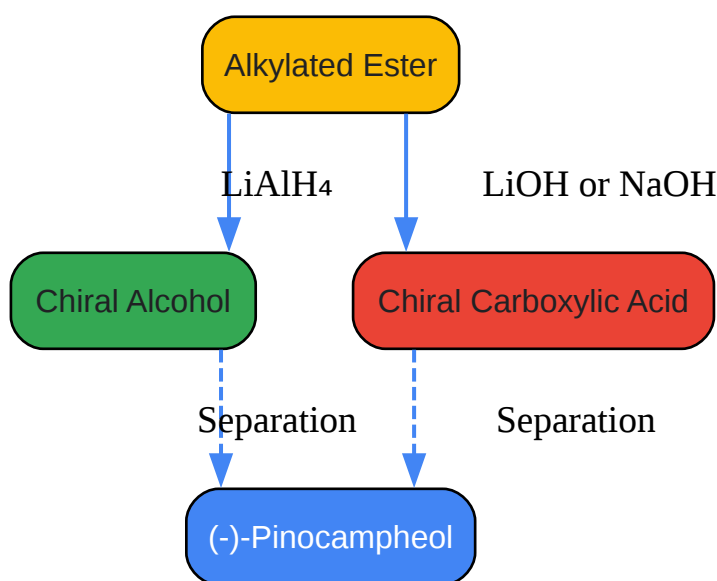 Alkylated Ester
LiAlH₄
LiOH or NaOH
Chiral Alcohol
Chiral Carboxylic Acid
Separation
Separation
(-)-Pinocampheol